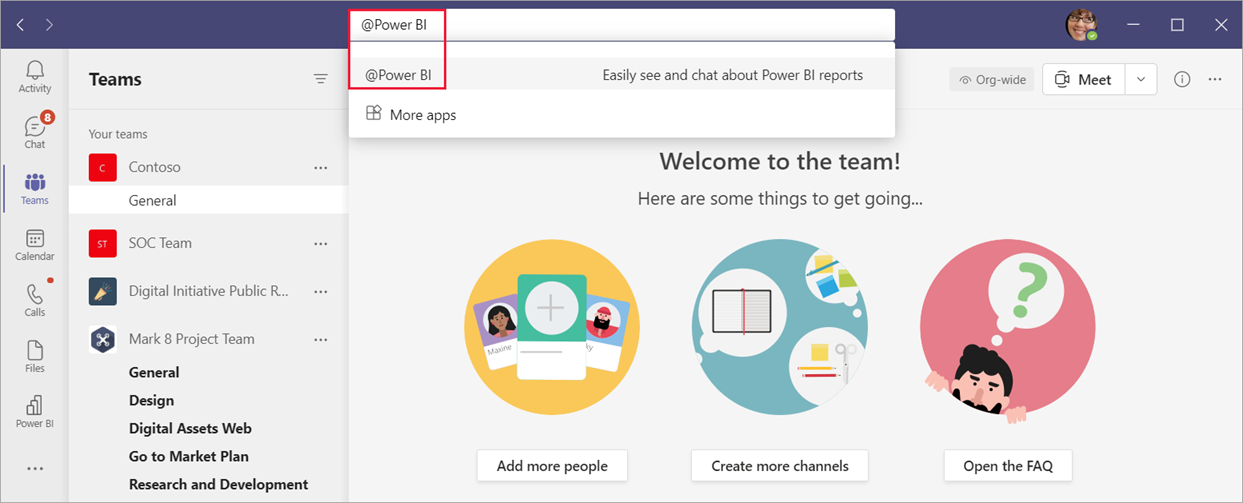 @Power BI
@Power BI Easily see and chat about Power BI reports
More apps
Activity
Chat
8
Teams
Calendar
Calls
Files
Power BI
Teams
Your teams
C Contoso
General
ST SOC Team
Digital Initiative Public R...
Mark 8 Project Team
General
Design
Digital Assets Web
Go to Market Plan
Research and Development
Org-wide
Meet
Welcome to the team!
Here are some things to get going...
Maxine
ky
?
Add more people
Create more channels
Open the FAQ